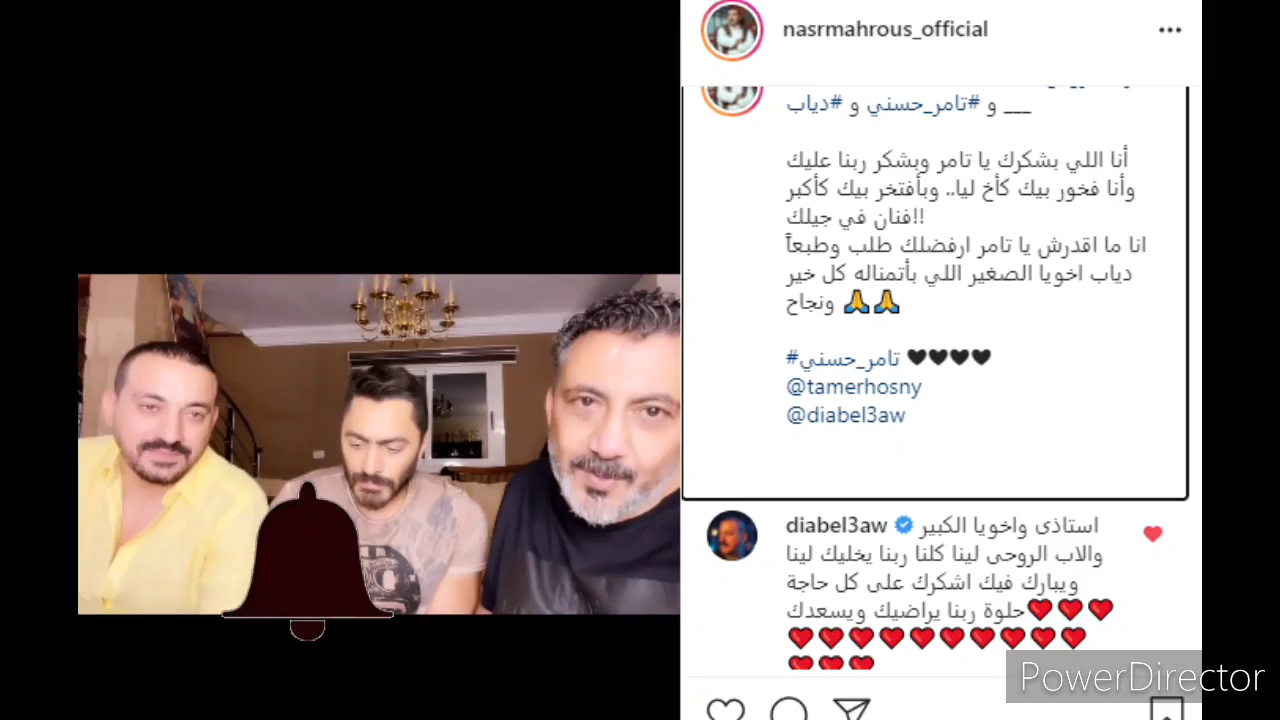 nasrmahrous_official
___ و #تامر_حسني و #دياب
أنا اللي بشكرك يا تامر وبشكر ربنا عليك
وأنا فخور بيك كأخ ليا.. وبأفتخر بيك كأكبر
فنان في جيلك!!
انا ما اقدرش يا تامر ارفضلك طلب وطبعاً
دياب اخويا الصغير اللي بأتمناله كل خير
ونجاح 🙏🙏
#تامر_حسني 🖤🖤🖤🖤
@tamerhosny
@diabel3aw
diabel3aw استاذى واخويا الكبير
والاب الروحى لينا كلنا ربنا يخليك لينا
ويبارك فيك اشكرك على كل حاجة
حلوة ربنا يراضيك ويسعدك❤️❤️❤️
❤️❤️❤️❤️❤️❤️❤️❤️❤️❤️
❤️❤️❤️
PowerDirector